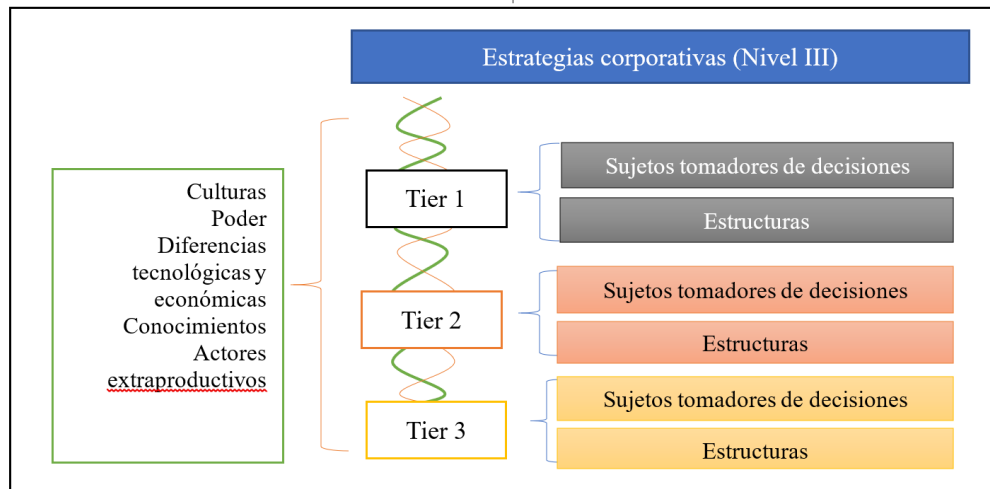 Estrategias corporativas (Nivel III)
Culturas
Poder
Diferencias
tecnológicas y
económicas
Conocimientos
Actores
extraproductivos
Tier 1
Sujetos tomadores de decisiones
Estructuras
Tier 2
Sujetos tomadores de decisiones
Estructuras
Tier 3
Sujetos tomadores de decisiones
Estructuras